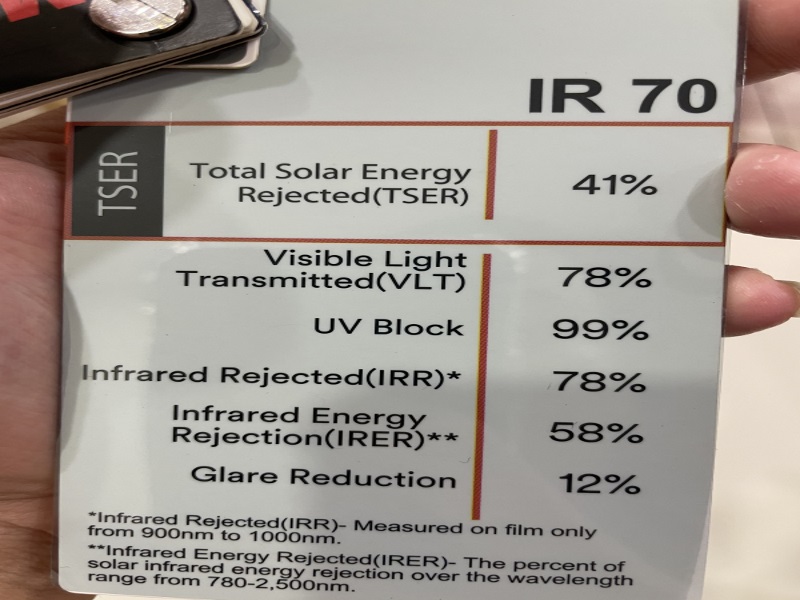 IR 70
TSER
Total Solar Energy
Rejected(TSER)
41%
Visible Light
Transmitted(VLT)
78%
UV Block
99%
Infrared Rejected(IRR)*
78%
Infrared Energy
Rejection(IRER)**
58%
Glare Reduction
12%
*Infrared Rejected(IRR)- Measured on film only
from 900nm to 1000nm.
**Infrared Energy Rejected(IRER)- The percent of
solar infrared energy rejection over the wavelength
range from 780-2,500nm.